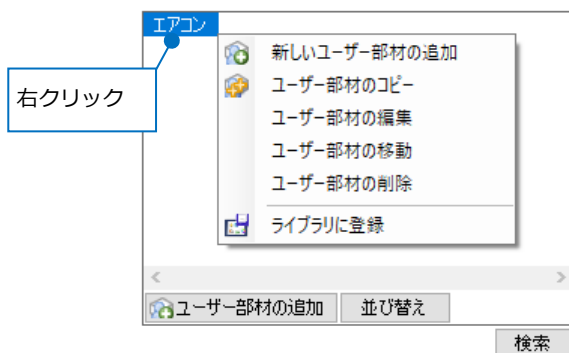 エアコン
右クリック
新しいユーザー部材の追加
ユーザー部材のコピー
ユーザー部材の編集
ユーザー部材の移動
ユーザー部材の削除
ライブラリに登録
ユーザー部材の追加 並び替え
検索